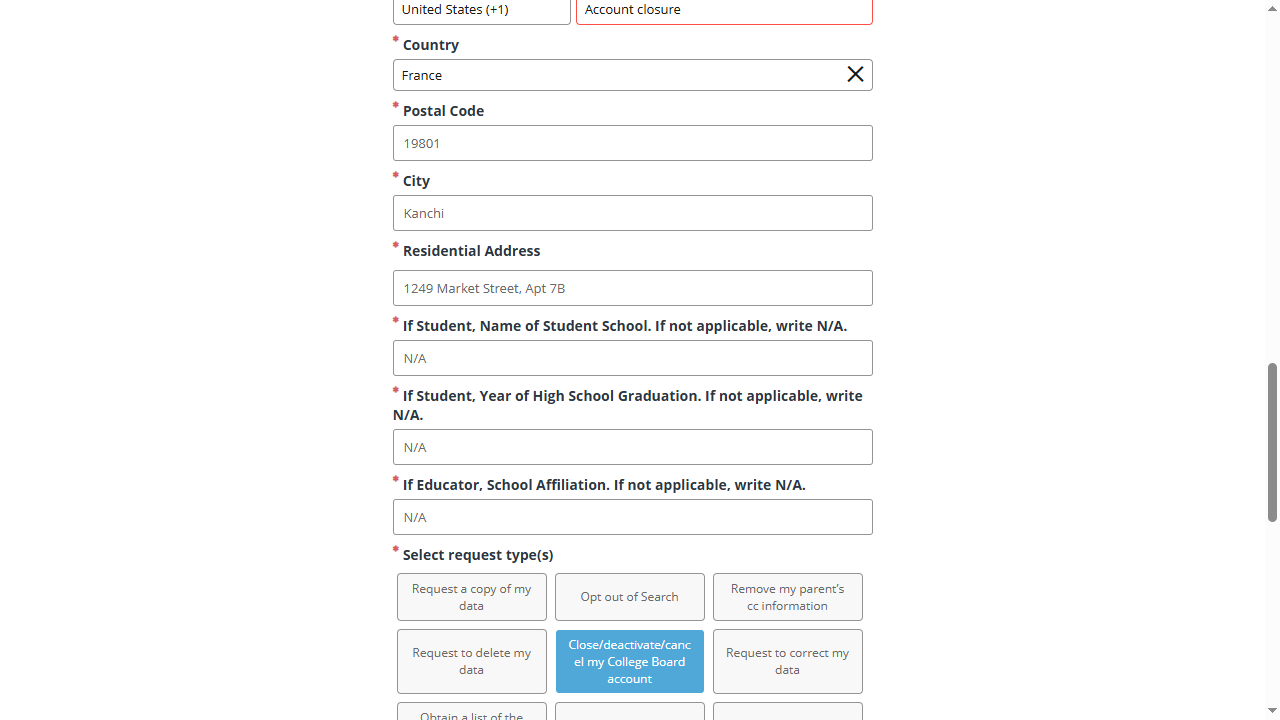 United States (+1) Account closure
* Country
France
* Postal Code
19801
* City
Kanchi
* Residential Address
1249 Market Street, Apt 7B
* If Student, Name of Student School. If not applicable, write N/A.
N/A
* If Student, Year of High School Graduation. If not applicable, write
N/A.
N/A
* If Educator, School Affiliation. If not applicable, write N/A.
N/A
* Select request type(s)
Request a copy of my
data
Opt out of Search
Remove my parent's
cc information
Request to delete my
data
Close/deactivate/canc
el my College Board
account
Request to correct my
data
Obtain a list of the